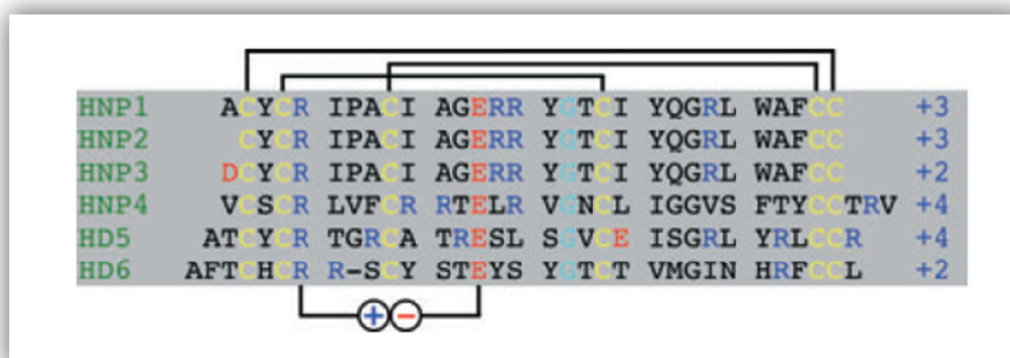 HNP1 ACYCR IPACI AGERR YGTCI YQGRL WAFCC +3
HNP2 CYCR IPACI AGERR YGTCI YQGRL WAFCC +3
HNP3 DCYCR IPACI AGERR YGTCI YQGRL WAFCC +2
HNP4 VCSCR LVFCR RTELR VGNCL IGGVS FTYCCTRV +4
HD5 ATCYCR TGRCA TRESL SGVCE ISGRL YRLCCR +4
HD6 AFTCHCR R-SCY STEYS YGTCT VMGIN HRFCCL +2
+ −